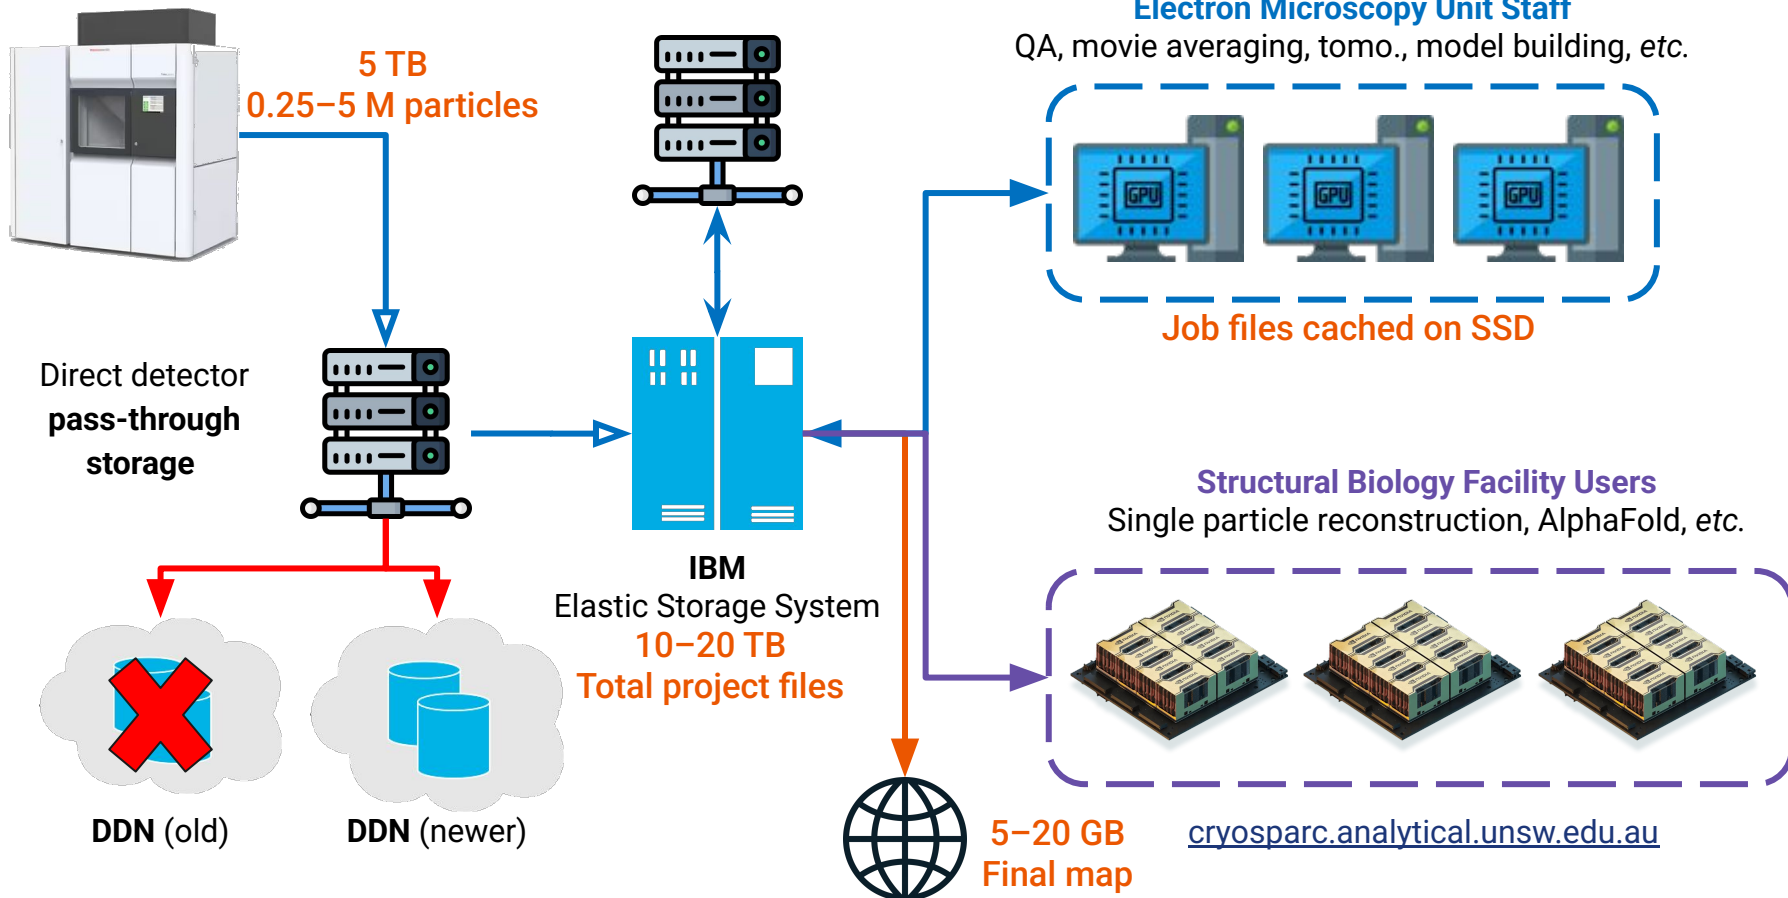 Electron Microscopy Unit Staff
QA, movie averaging, tomo., model building, etc.
5 TB
0.25–5 M particles
GPU
GPU
GPU
Job files cached on SSD
Direct detector
pass-through
storage
Structural Biology Facility Users
Single particle reconstruction, AlphaFold, etc.
IBM
Elastic Storage System
10–20 TB
Total project files
DDN (old)
DDN (newer)
5–20 GB
Final map
cryosparc.analytical.unsw.edu.au